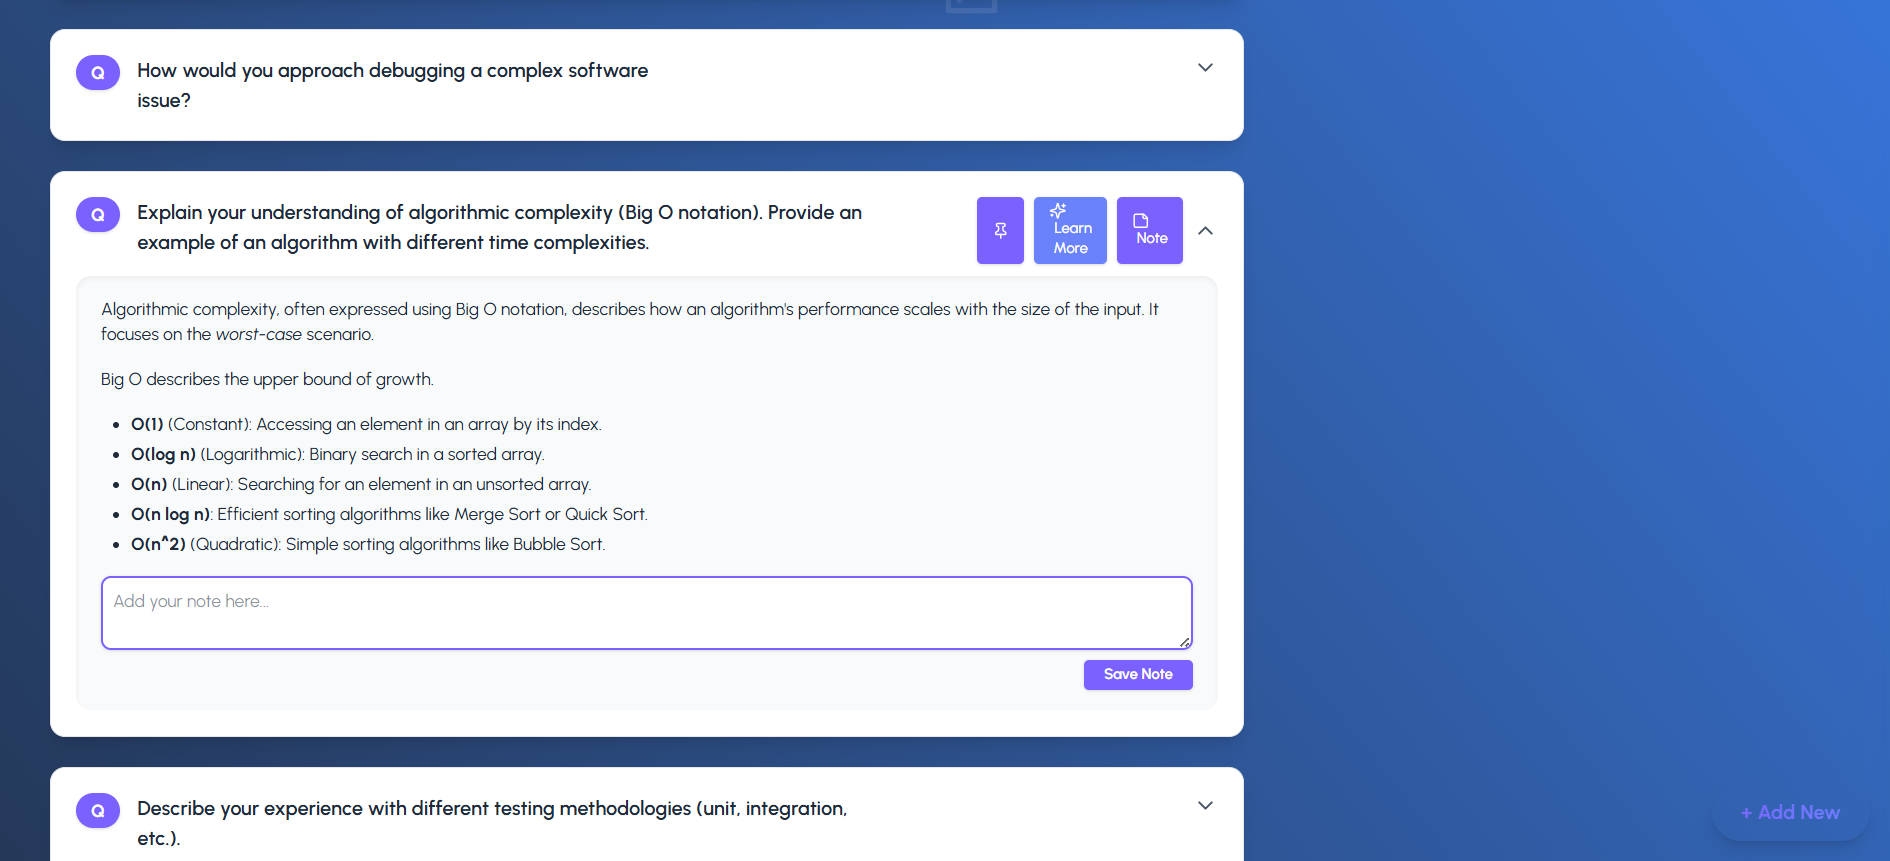 Q
How would you approach debugging a complex software
issue?
Q
Explain your understanding of algorithmic complexity (Big O notation). Provide an
example of an algorithm with different time complexities.
Learn
More
Note
Algorithmic complexity, often expressed using Big O notation, describes how an algorithm's performance scales with the size of the input. It
focuses on the worst-case scenario.
Big O describes the upper bound of growth.
• O(1) (Constant): Accessing an element in an array by its index.
• O(log n) (Logarithmic): Binary search in a sorted array.
• O(n) (Linear): Searching for an element in an unsorted array.
• O(n log n): Efficient sorting algorithms like Merge Sort or Quick Sort.
• O(n^2) (Quadratic): Simple sorting algorithms like Bubble Sort.
Add your note here...
Save Note
Q
Describe your experience with different testing methodologies (unit, integration,
etc.).
+ Add New